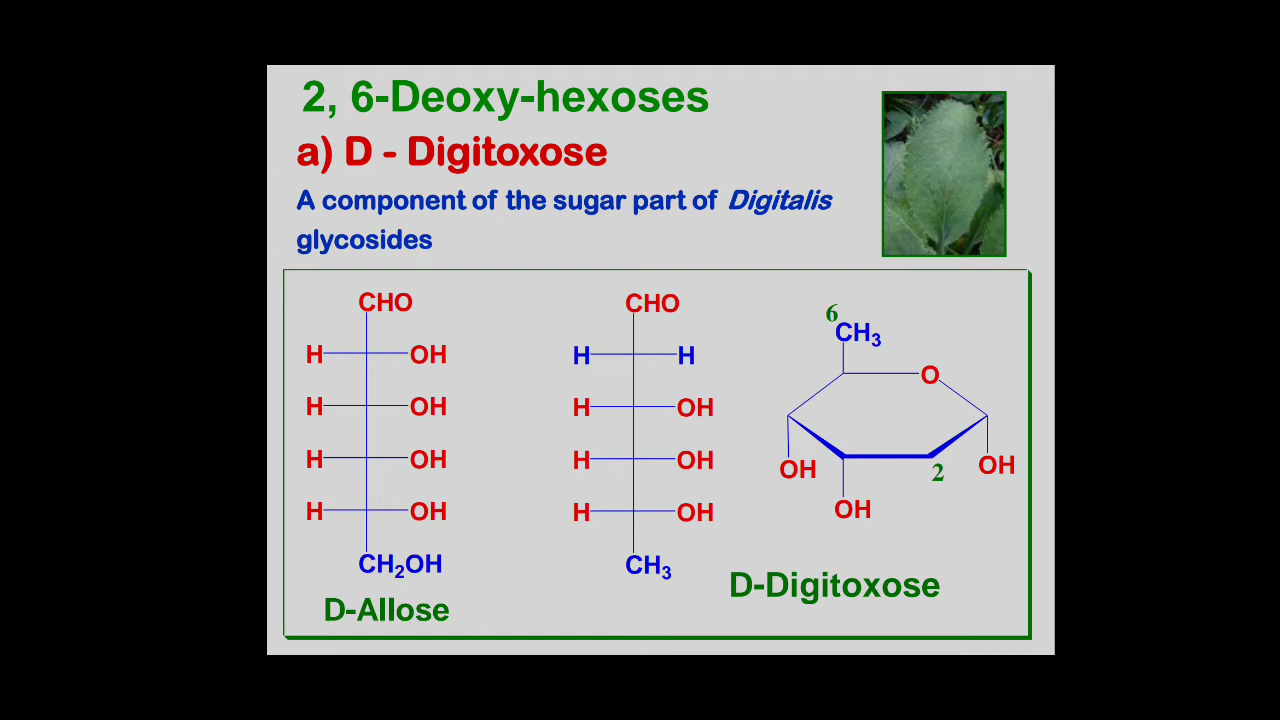 2, 6-Deoxy-hexoses
a) D - Digitoxose
A component of the sugar part of Digitalis
glycosides
CHO
H OH
H OH
H OH
H OH
CH₂OH
D-Allose
CHO
H H
H OH
H OH
H OH
CH₃
6
CH₃
O
OH
OH
2
OH
D-Digitoxose